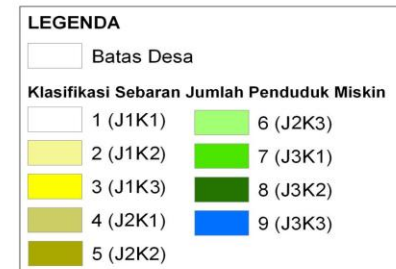 LEGENDA
Batas Desa
Klasifikasi Sebaran Jumlah Penduduk Miskin
1 (J1K1)
2 (J1K2)
3 (J1K3)
4 (J2K1)
5 (J2K2)
6 (J2K3)
7 (J3K1)
8 (J3K2)
9 (J3K3)